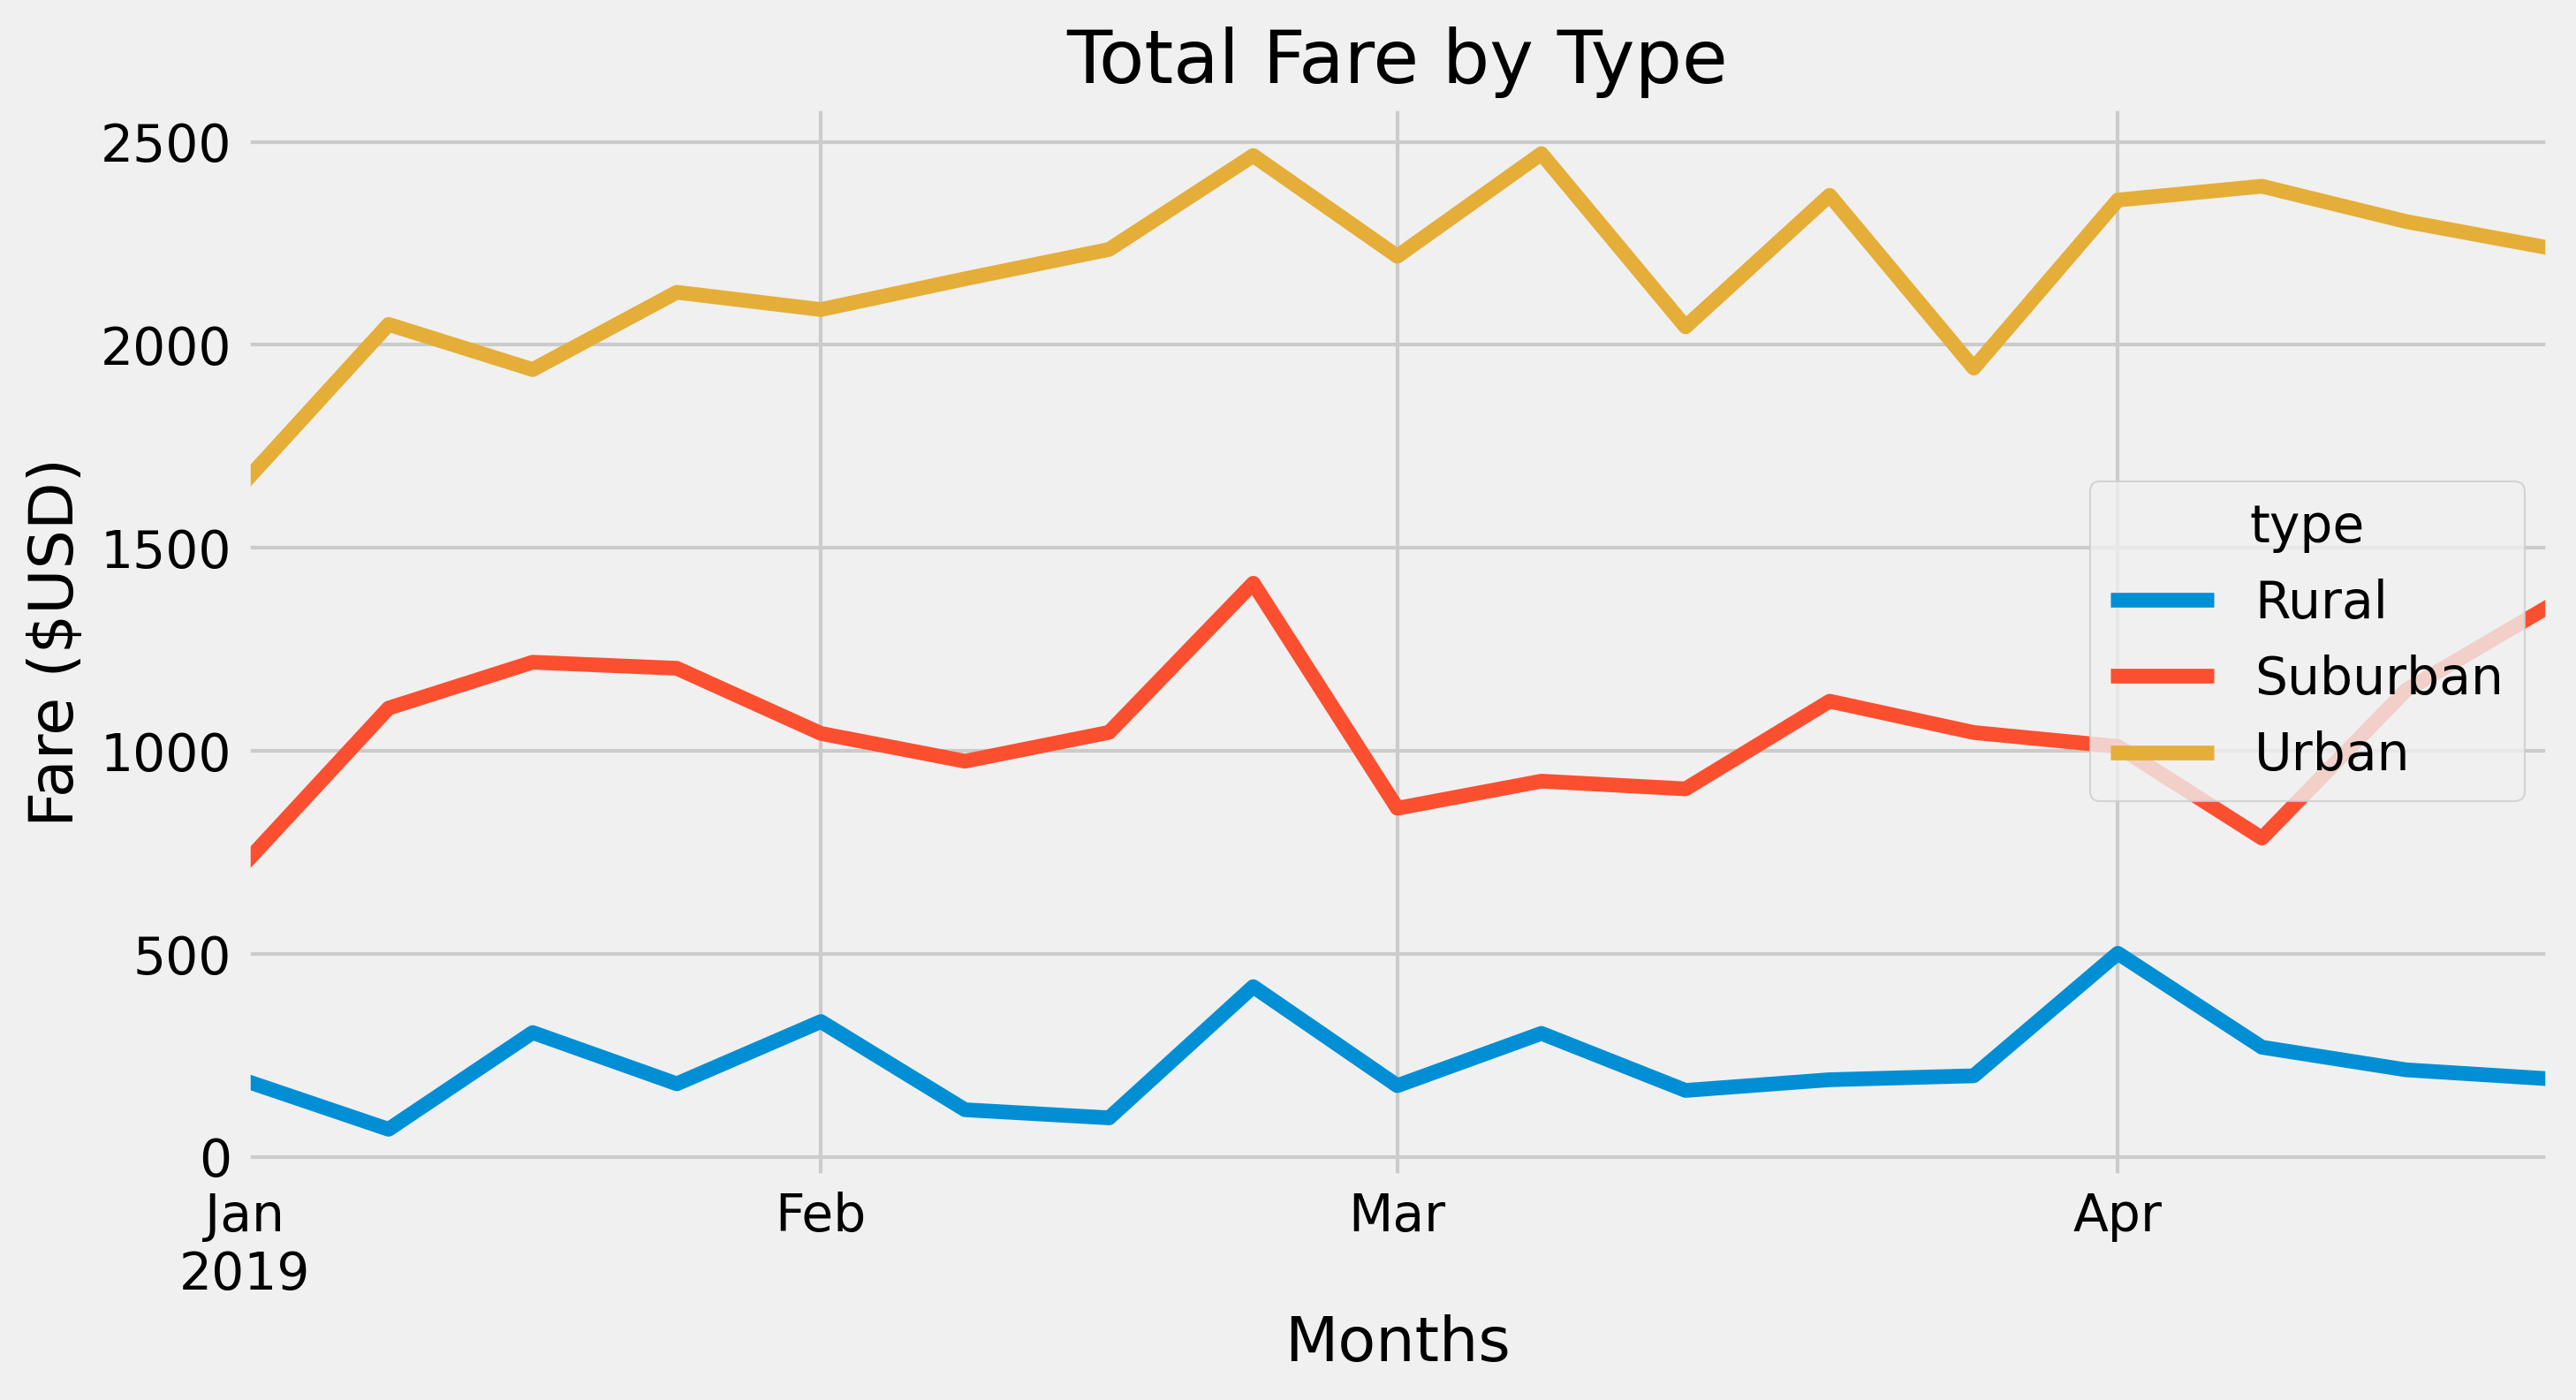 Total Fare by Type
Fare ($USD)
2500
2000
1500
1000
500
0
type
Rural
Suburban
Urban
Jan Feb Mar Apr
2019
Months